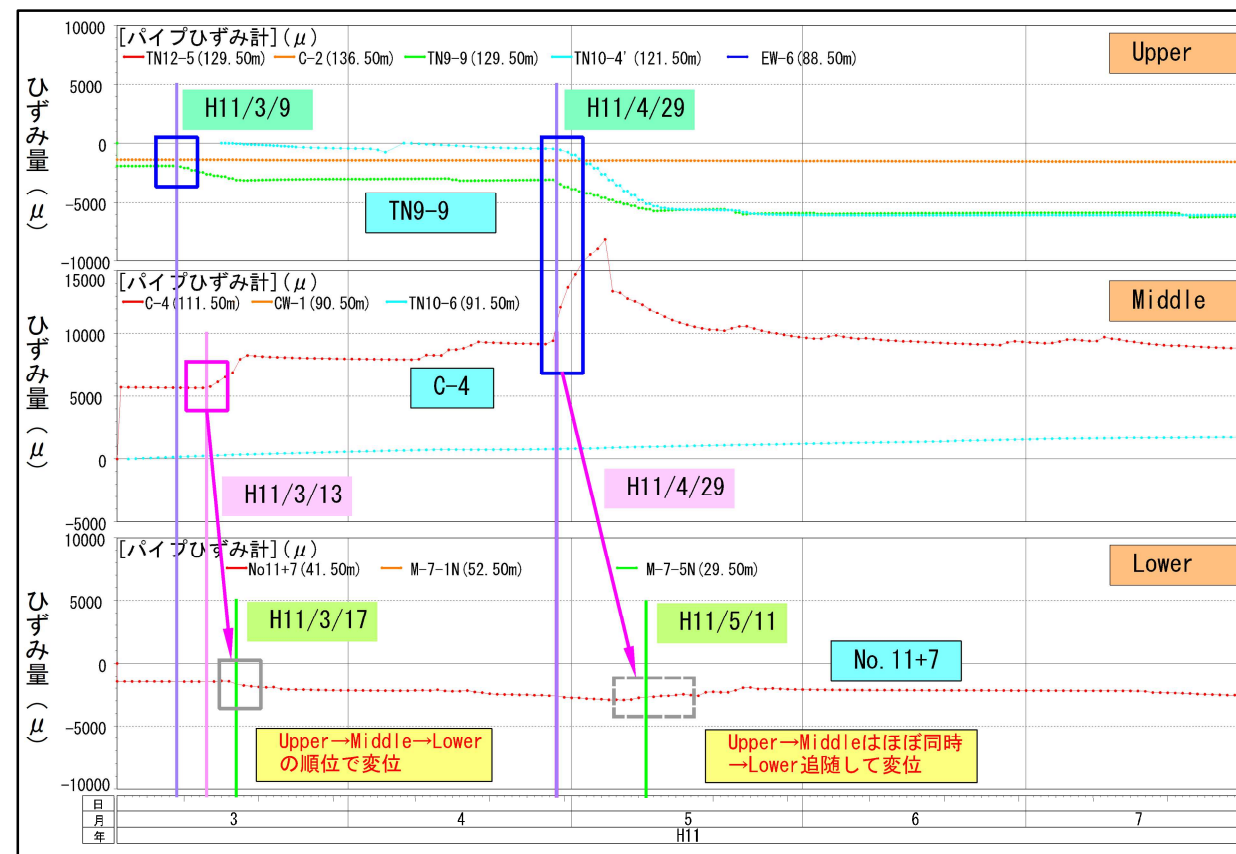 [パイプひずみ計](μ)
TN12-5(129.50m) C-2(136.50m) TN9-9(129.50m) TN10-4'(121.50m) EW-6(88.50m)
Upper
ひずみ量(μ)
10000
5000
0
-5000
-10000
H11/3/9
H11/4/29
TN9-9
[パイプひずみ計](μ)
C-4(111.50m) CW-1(90.50m) TN10-6(91.50m)
Middle
ひずみ量(μ)
15000
10000
5000
0
-5000
C-4
H11/3/13
H11/4/29
[パイプひずみ計](μ)
No11+7(41.50m) M-7-1N(52.50m) M-7-5N(29.50m)
Lower
ひずみ量(μ)
10000
5000
0
-5000
-10000
H11/3/17
H11/5/11
No. 11+7
Upper→Middle→Lower
の順位で変位
Upper→Middleはほぼ同時
→Lower追随して変位
日
月 3 4 5 6 7
年 H11